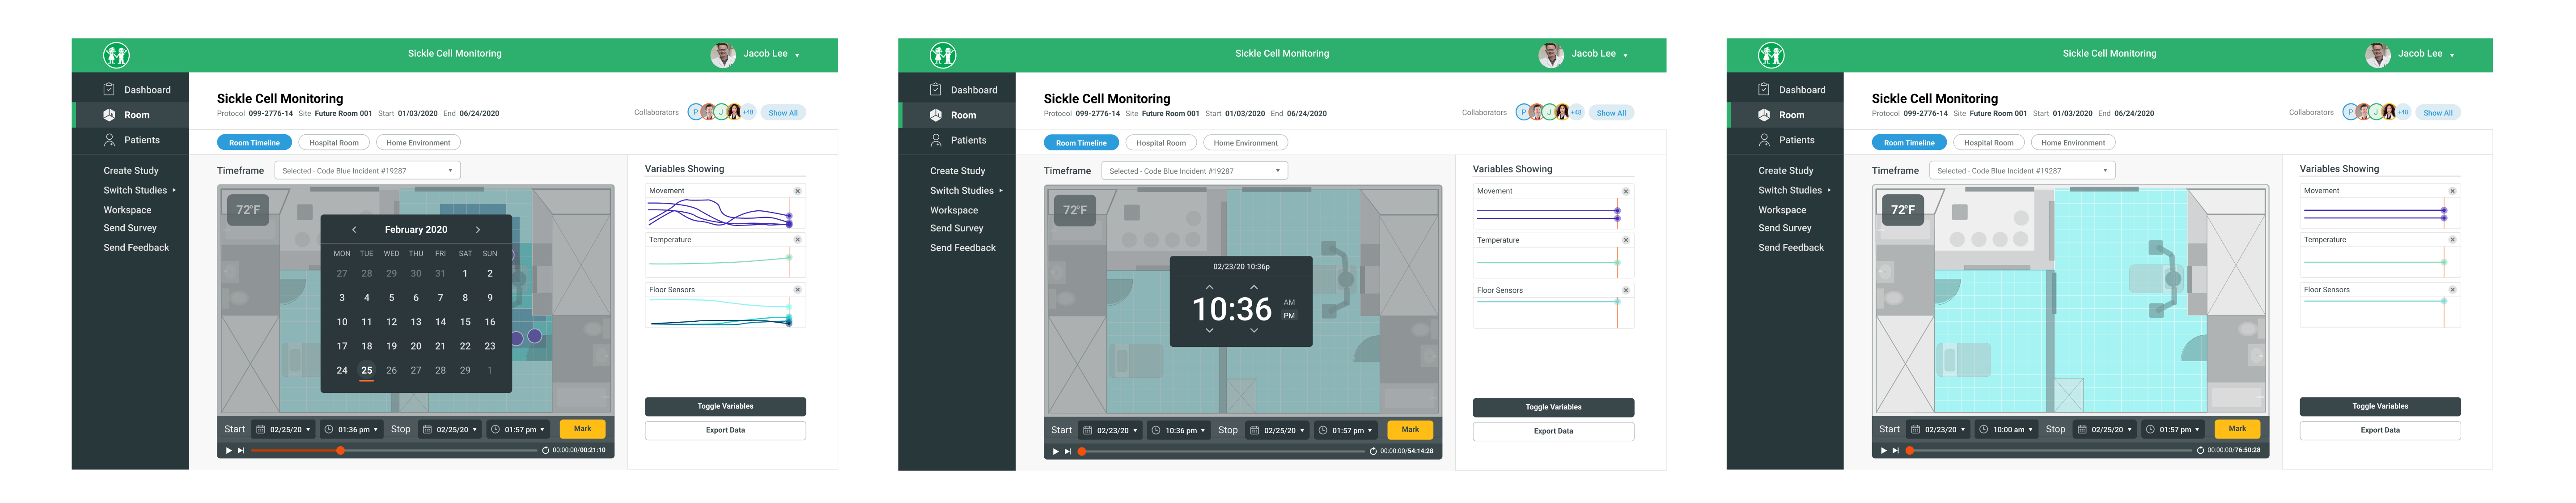 Sickle Cell Monitoring
Jacob Lee
Dashboard
Room
Patients
Create Study
Switch Studies
Workspace
Send Survey
Send Feedback
Sickle Cell Monitoring
Protocol 099-2776-14 Site Future Room 001 Start 01/03/2020 End 06/24/2020
Collaborators P J +48 Show All
Room Timeline Hospital Room Home Environment
Timeframe Selected - Code Blue Incident #19287
72°F
February 2020
MON TUE WED THU FRI SAT SUN
27 28 29 30 31 1 2
3 4 5 6 7 8 9
10 11 12 13 14 15 16
17 18 19 20 21 22 23
24 25 26 27 28 29 1
Start 02/25/20 01:36 pm Stop 02/25/20 01:57 pm Mark
00:00:00/00:21:10
Variables Showing
Movement
Temperature
Floor Sensors
Toggle Variables
Export Data
Sickle Cell Monitoring
Jacob Lee
Dashboard
Room
Patients
Create Study
Switch Studies
Workspace
Send Survey
Send Feedback
Sickle Cell Monitoring
Protocol 099-2776-14 Site Future Room 001 Start 01/03/2020 End 06/24/2020
Collaborators P J +48 Show All
Room Timeline Hospital Room Home Environment
Timeframe Selected - Code Blue Incident #19287
72°F
02/23/20 10:36p
10:36 AM
PM
Start 02/23/20 10:36 pm Stop 02/25/20 01:57 pm Mark
00:00:00/54:14:28
Variables Showing
Movement
Temperature
Floor Sensors
Toggle Variables
Export Data
Sickle Cell Monitoring
Jacob Lee
Dashboard
Room
Patients
Create Study
Switch Studies
Workspace
Send Survey
Send Feedback
Sickle Cell Monitoring
Protocol 099-2776-14 Site Future Room 001 Start 01/03/2020 End 06/24/2020
Collaborators P J +48 Show All
Room Timeline Hospital Room Home Environment
Timeframe Selected - Code Blue Incident #19287
72°F
Start 02/23/20 10:00 am Stop 02/25/20 01:57 pm Mark
00:00:00/76:50:28
Variables Showing
Movement
Temperature
Floor Sensors
Toggle Variables
Export Data